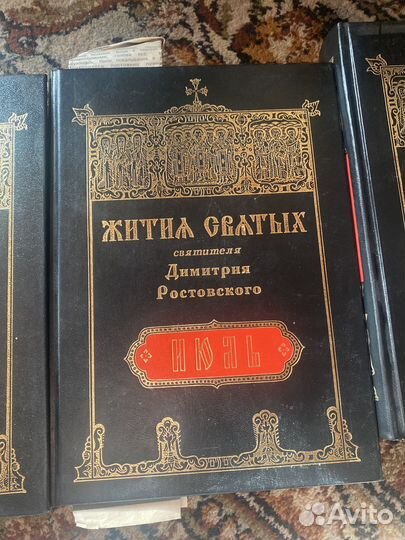 ЖИТИЯ СВЯТЫХ
святителя
Димитрия
Ростовского
ИЮЛЬ
Avito